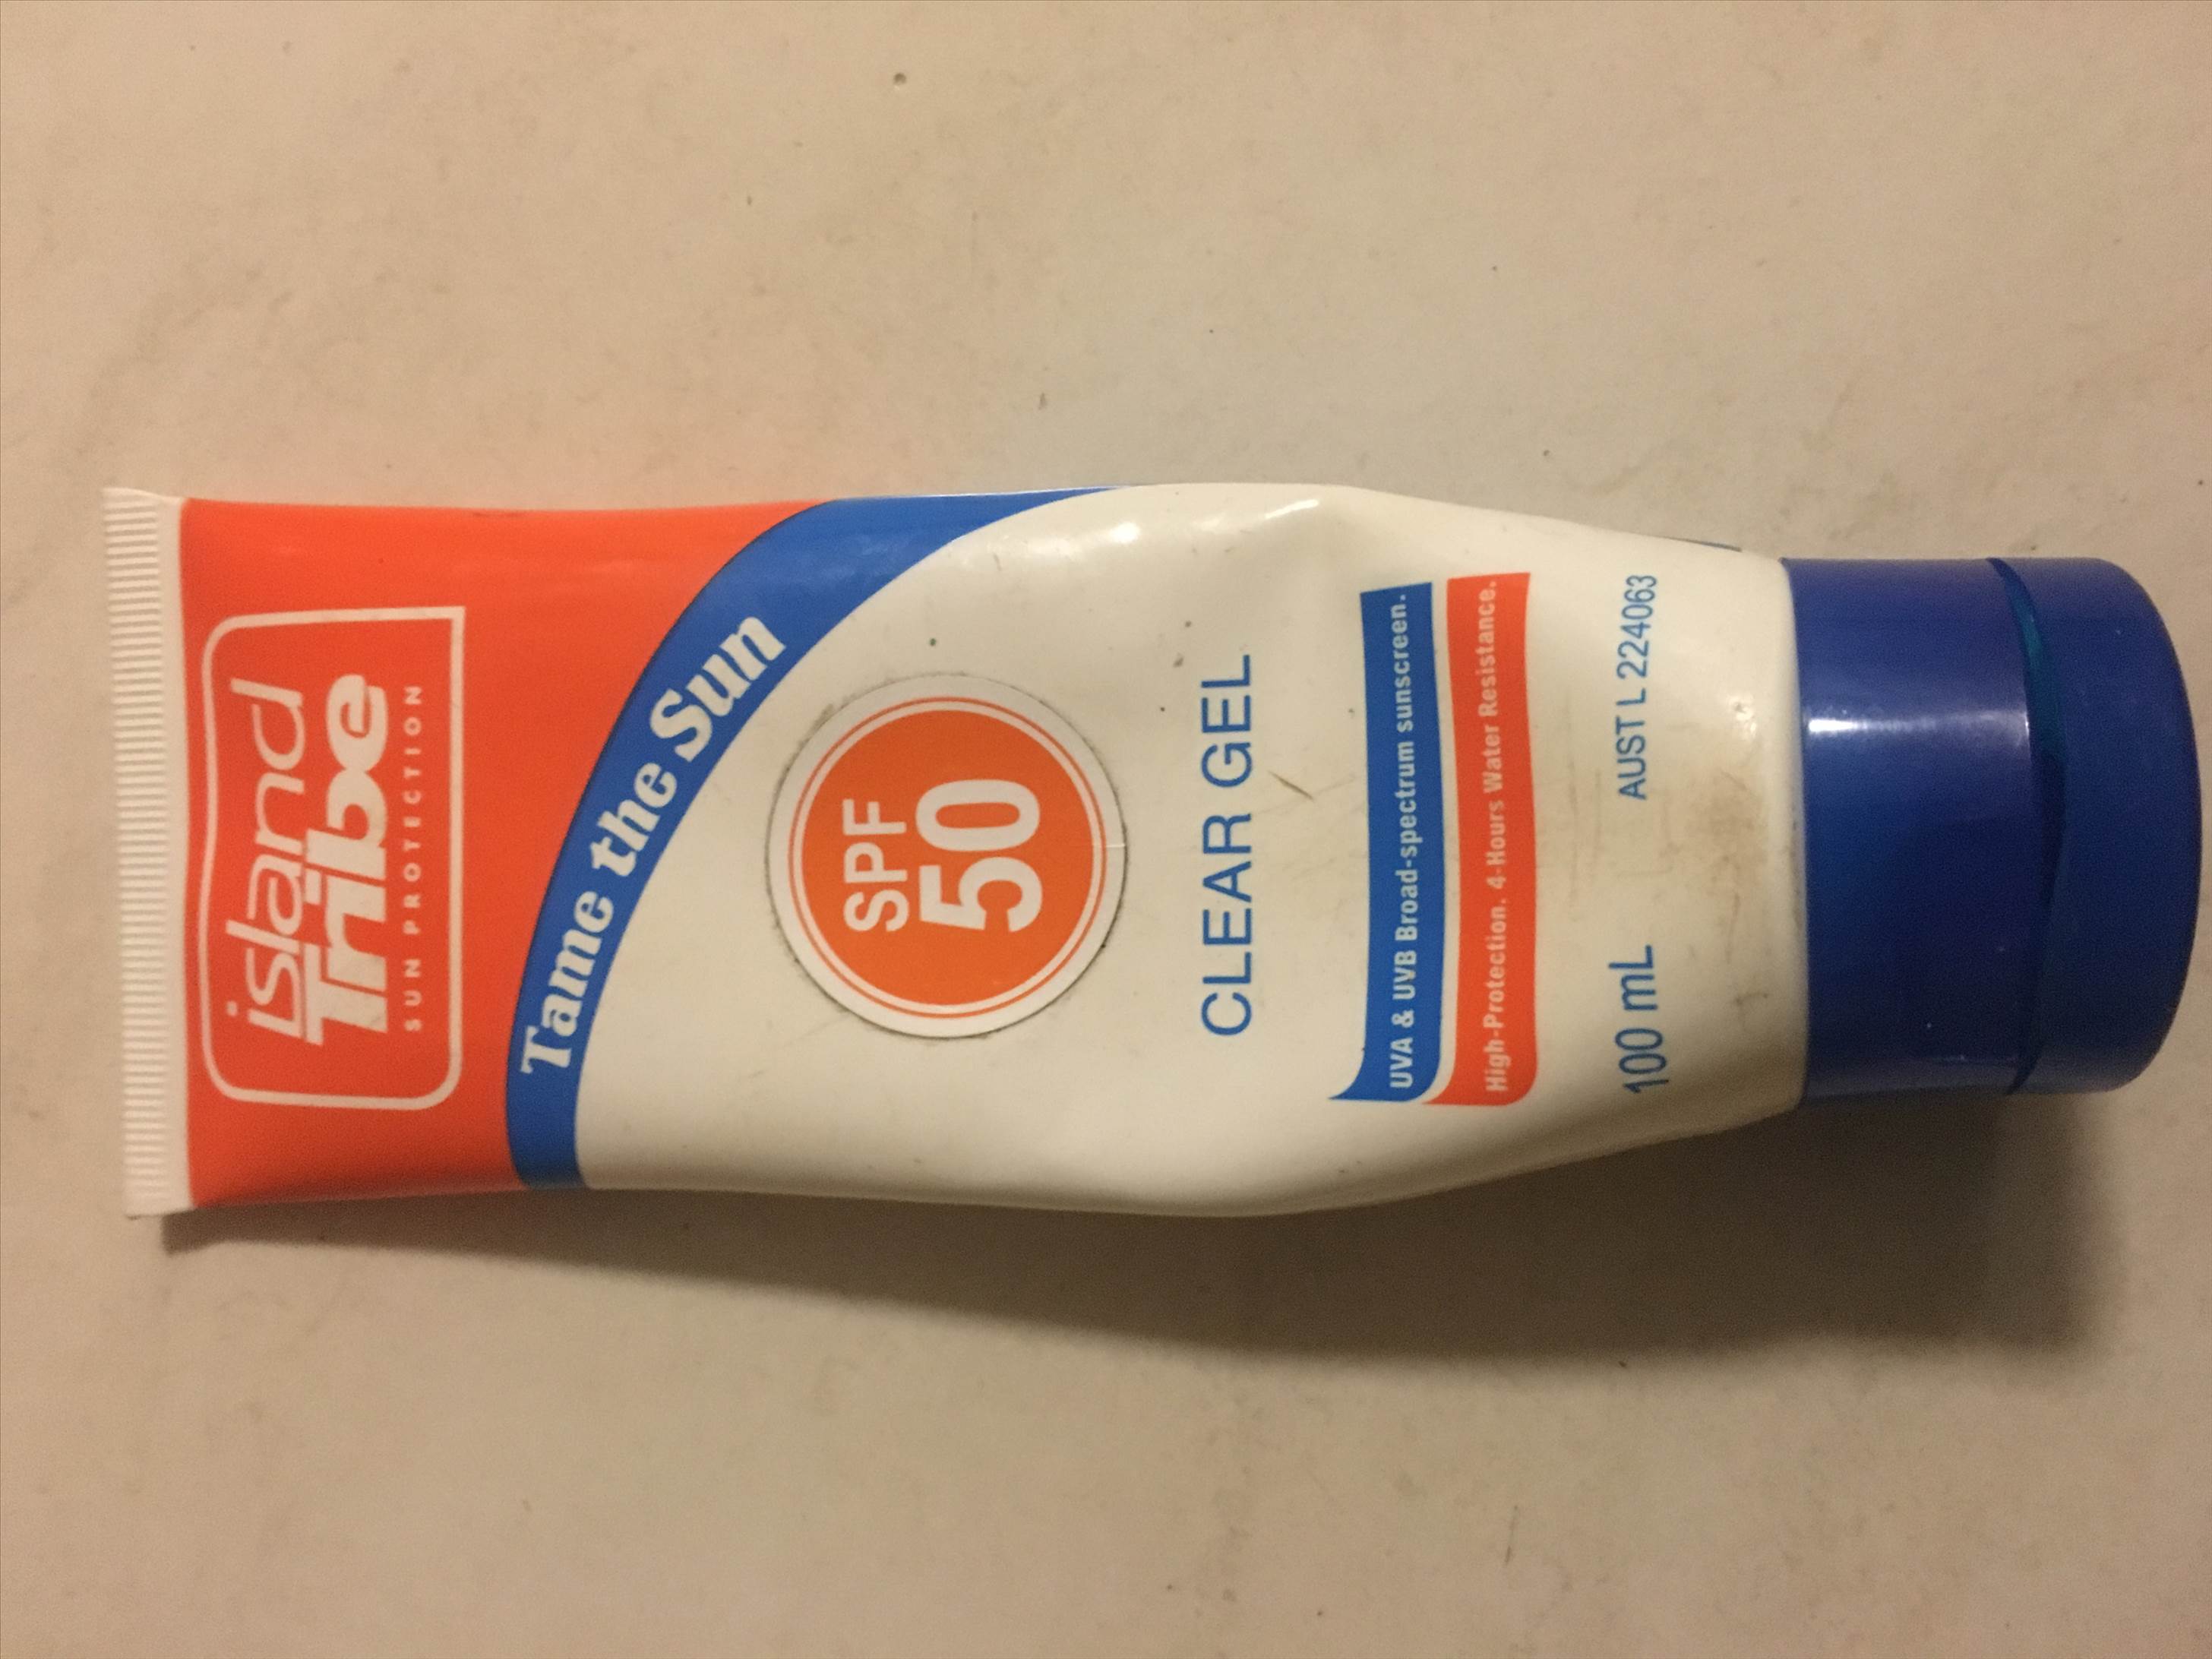 island
Tribe
SUN PROTECTION
Tame the Sun
SPF
50
CLEAR GEL
UVA & UVB Broad-spectrum sunscreen.
High-Protection. 4-Hours Water Resistance.
100 mL AUST L 224063